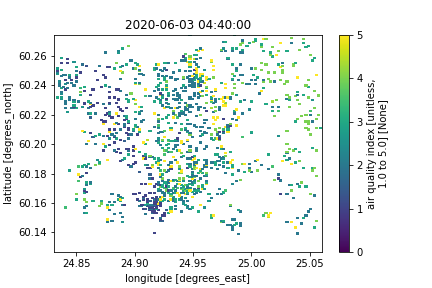 2020-06-03 04:40:00
60.26
60.24
60.22
60.20
60.18
60.16
60.14
latitude [degrees_north]
24.85 24.90 24.95 25.00 25.05
longitude [degrees_east]
5
4
3
2
1
0
air quality index [unitless,
1.0 to 5.0] [None]